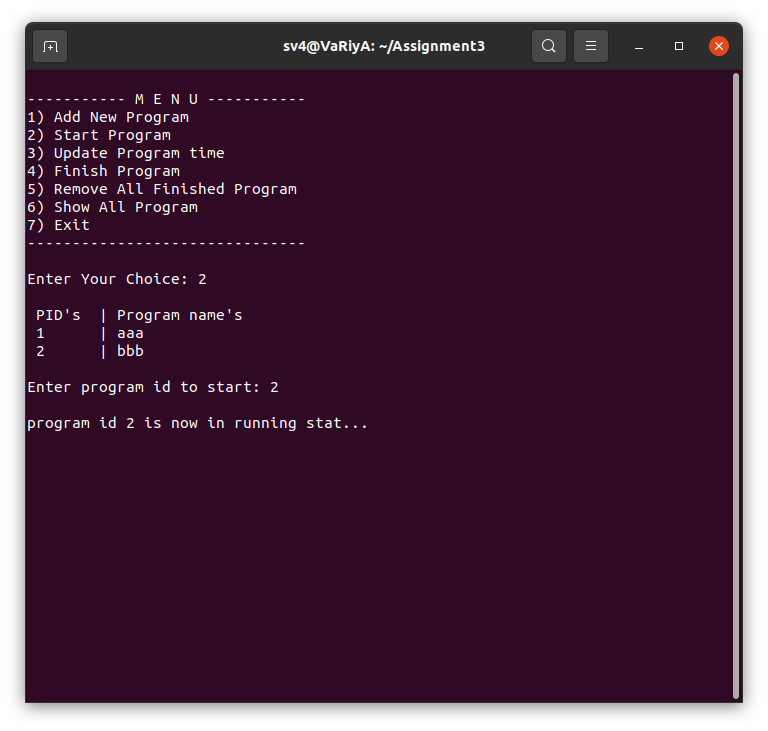 sv4@VaRiyA: ~/Assignment3
----------- M E N U -----------
1) Add New Program
2) Start Program
3) Update Program time
4) Finish Program
5) Remove All Finished Program
6) Show All Program
7) Exit
-------------------------------
Enter Your Choice: 2
PID's | Program name's
1 | aaa
2 | bbb
Enter program id to start: 2
program id 2 is now in running stat...